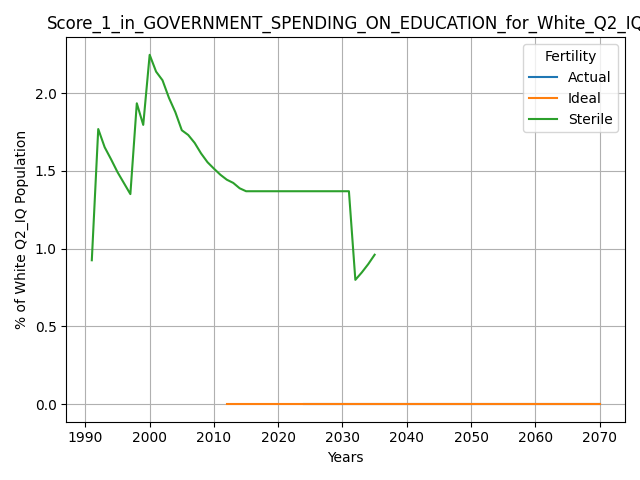 Score_1_in_GOVERNMENT_SPENDING_ON_EDUCATION_for_White_Q2_IQ
Fertility
Actual
Ideal
Sterile
% of White Q2_IQ Population
2.0
1.5
1.0
0.5
0.0
1990 2000 2010 2020 2030 2040 2050 2060 2070
Years